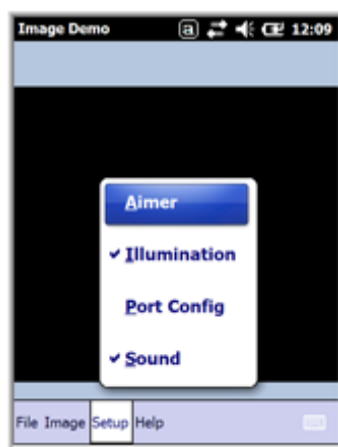 Image Demo a 12:09
Aimer
✓ Illumination
Port Config
✓ Sound
File Image Setup Help